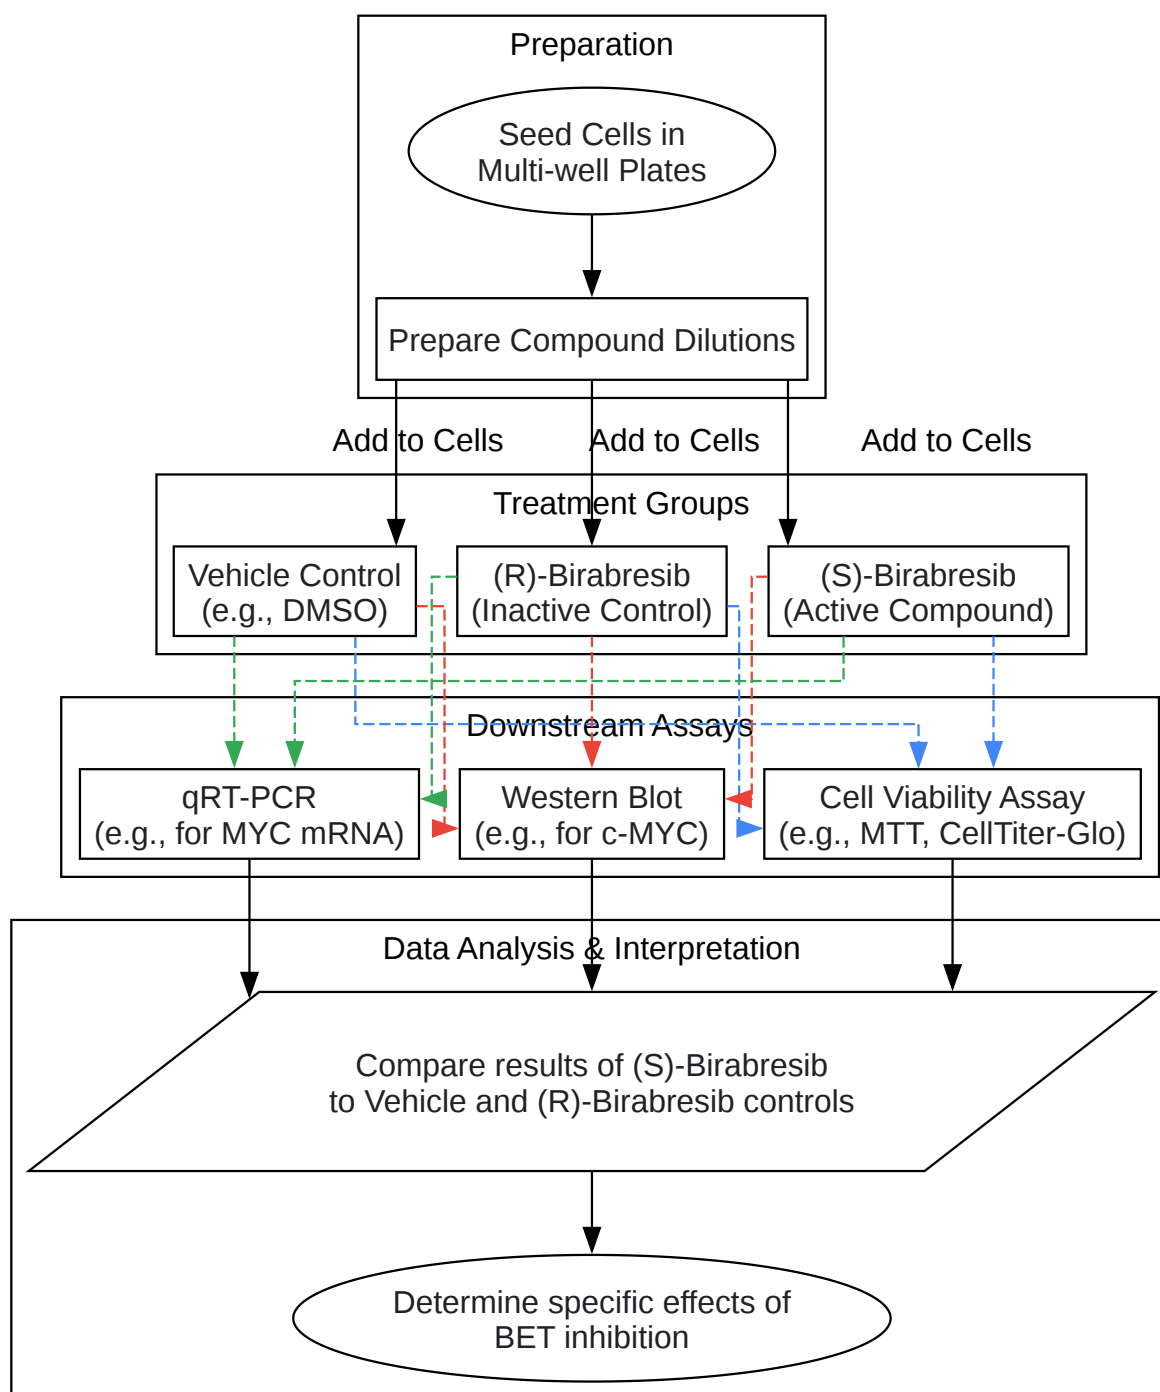 Preparation
Seed Cells in
Multi-well Plates
Prepare Compound Dilutions
Add to Cells
Add to Cells
Add to Cells
Treatment Groups
Vehicle Control
(e.g., DMSO)
(R)-Birabresib
(Inactive Control)
(S)-Birabresib
(Active Compound)
Downstream Assays
qRT-PCR
(e.g., for MYC mRNA)
Western Blot
(e.g., for c-MYC)
Cell Viability Assay
(e.g., MTT, CellTiter-Glo)
Data Analysis & Interpretation
Compare results of (S)-Birabresib
to Vehicle and (R)-Birabresib controls
Determine specific effects of
BET inhibition